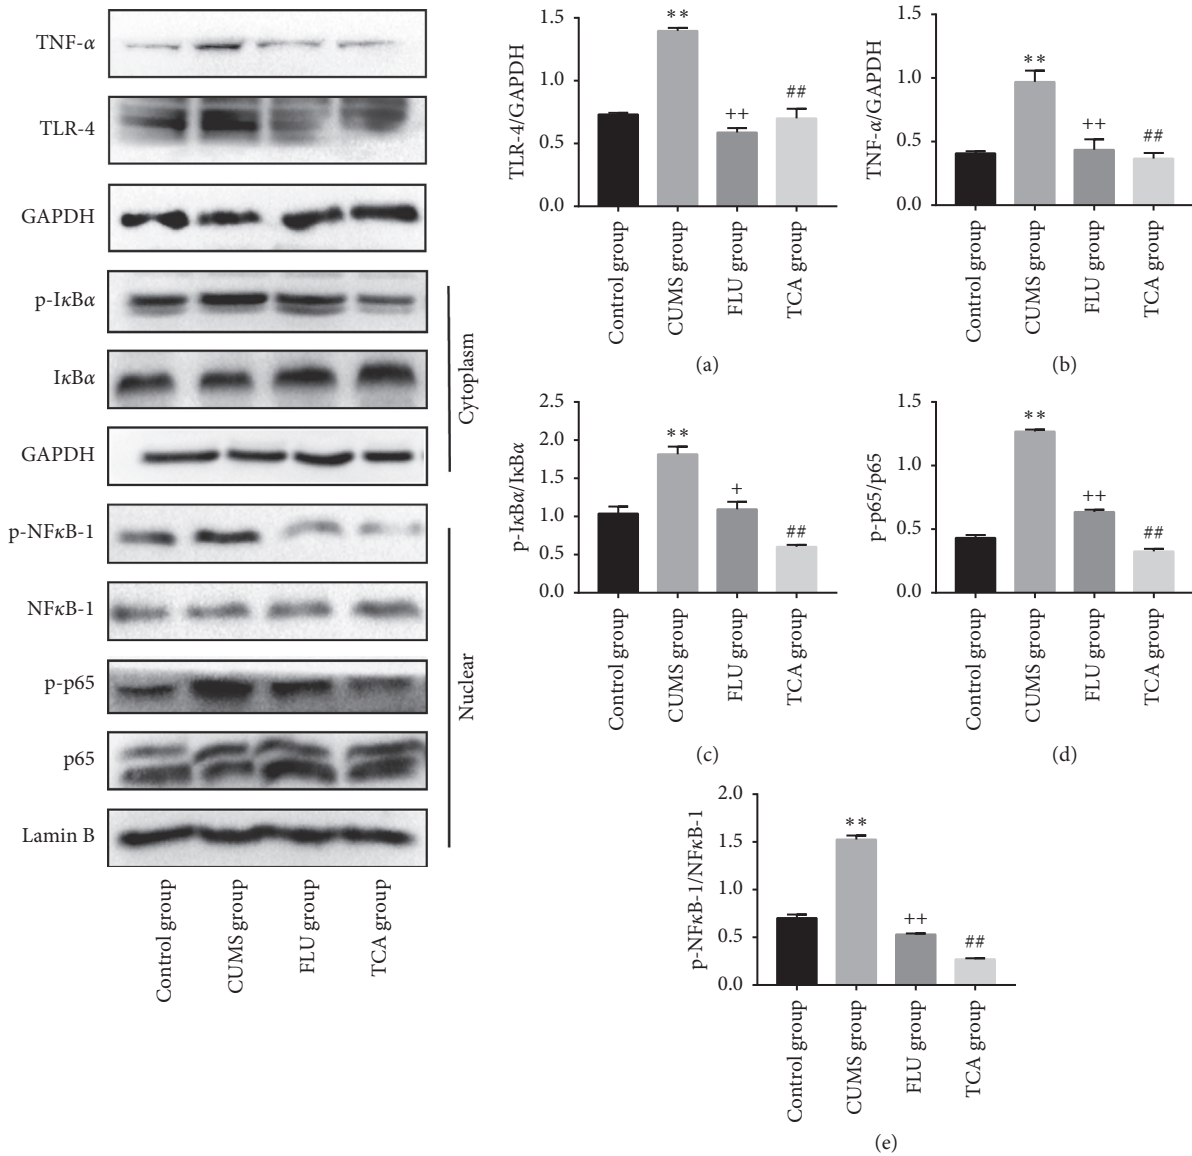 TNF-α
TLR-4
GAPDH
p-IκBα
IκBα
GAPDH
Cytoplasm
p-NFκB-1
NFκB-1
p-p65
p65
Lamin B
Nuclear
Control group
CUMS group
FLU group
TCA group
TLR-4/GAPDH
1.5
1.0
0.5
0.0
**
++
##
Control group
CUMS group
FLU group
TCA group
(a)
TNF-α/GAPDH
1.5
1.0
0.5
0.0
**
++
##
Control group
CUMS group
FLU group
TCA group
(b)
p-IκBα/IκBα
2.5
2.0
1.5
1.0
0.5
0.0
**
+
##
Control group
CUMS group
FLU group
TCA group
(c)
p-p65/p65
1.5
1.0
0.5
0.0
**
++
##
Control group
CUMS group
FLU group
TCA group
(d)
p-NFκB-1/NFκB-1
2.0
1.5
1.0
0.5
0.0
**
++
##
Control group
CUMS group
FLU group
TCA group
(e)